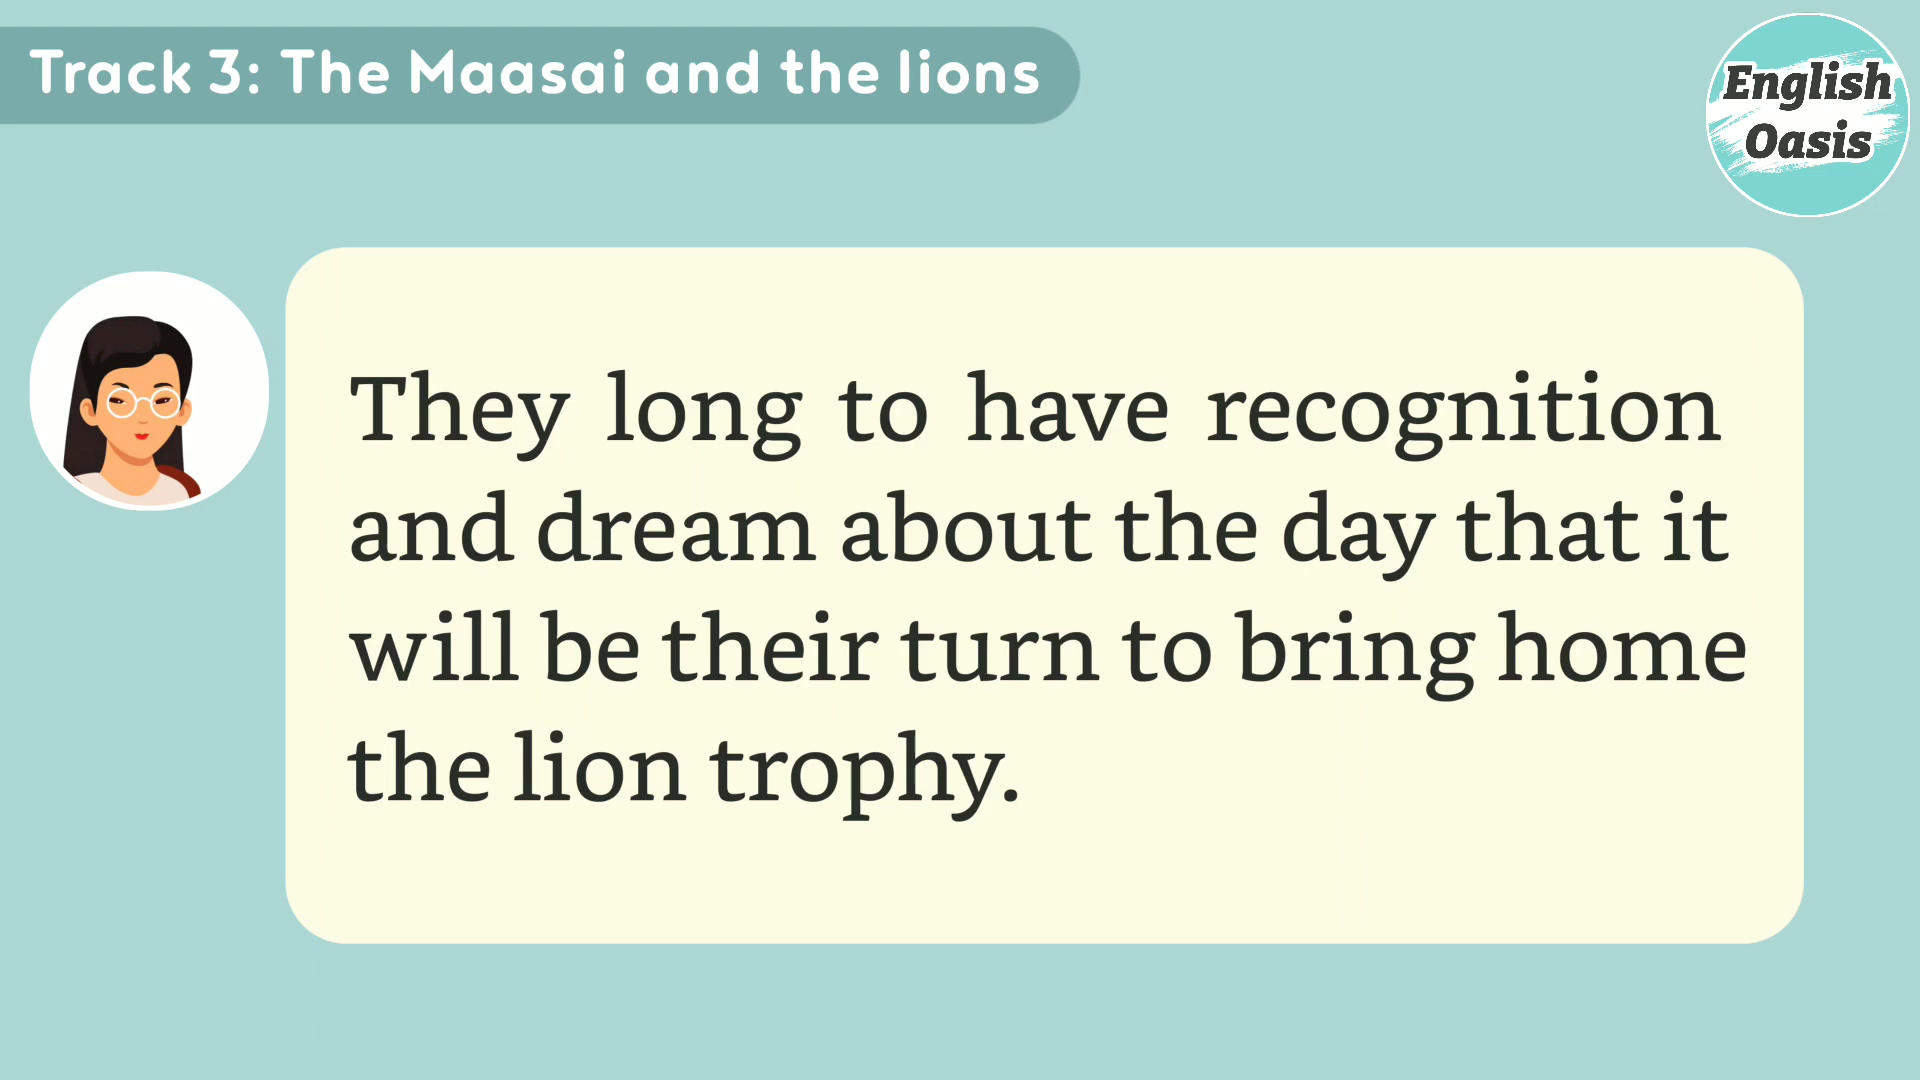 Track 3: The Maasai and the lions
English
Oasis
They long to have recognition
and dream about the day that it
will be their turn to bring home
the lion trophy.